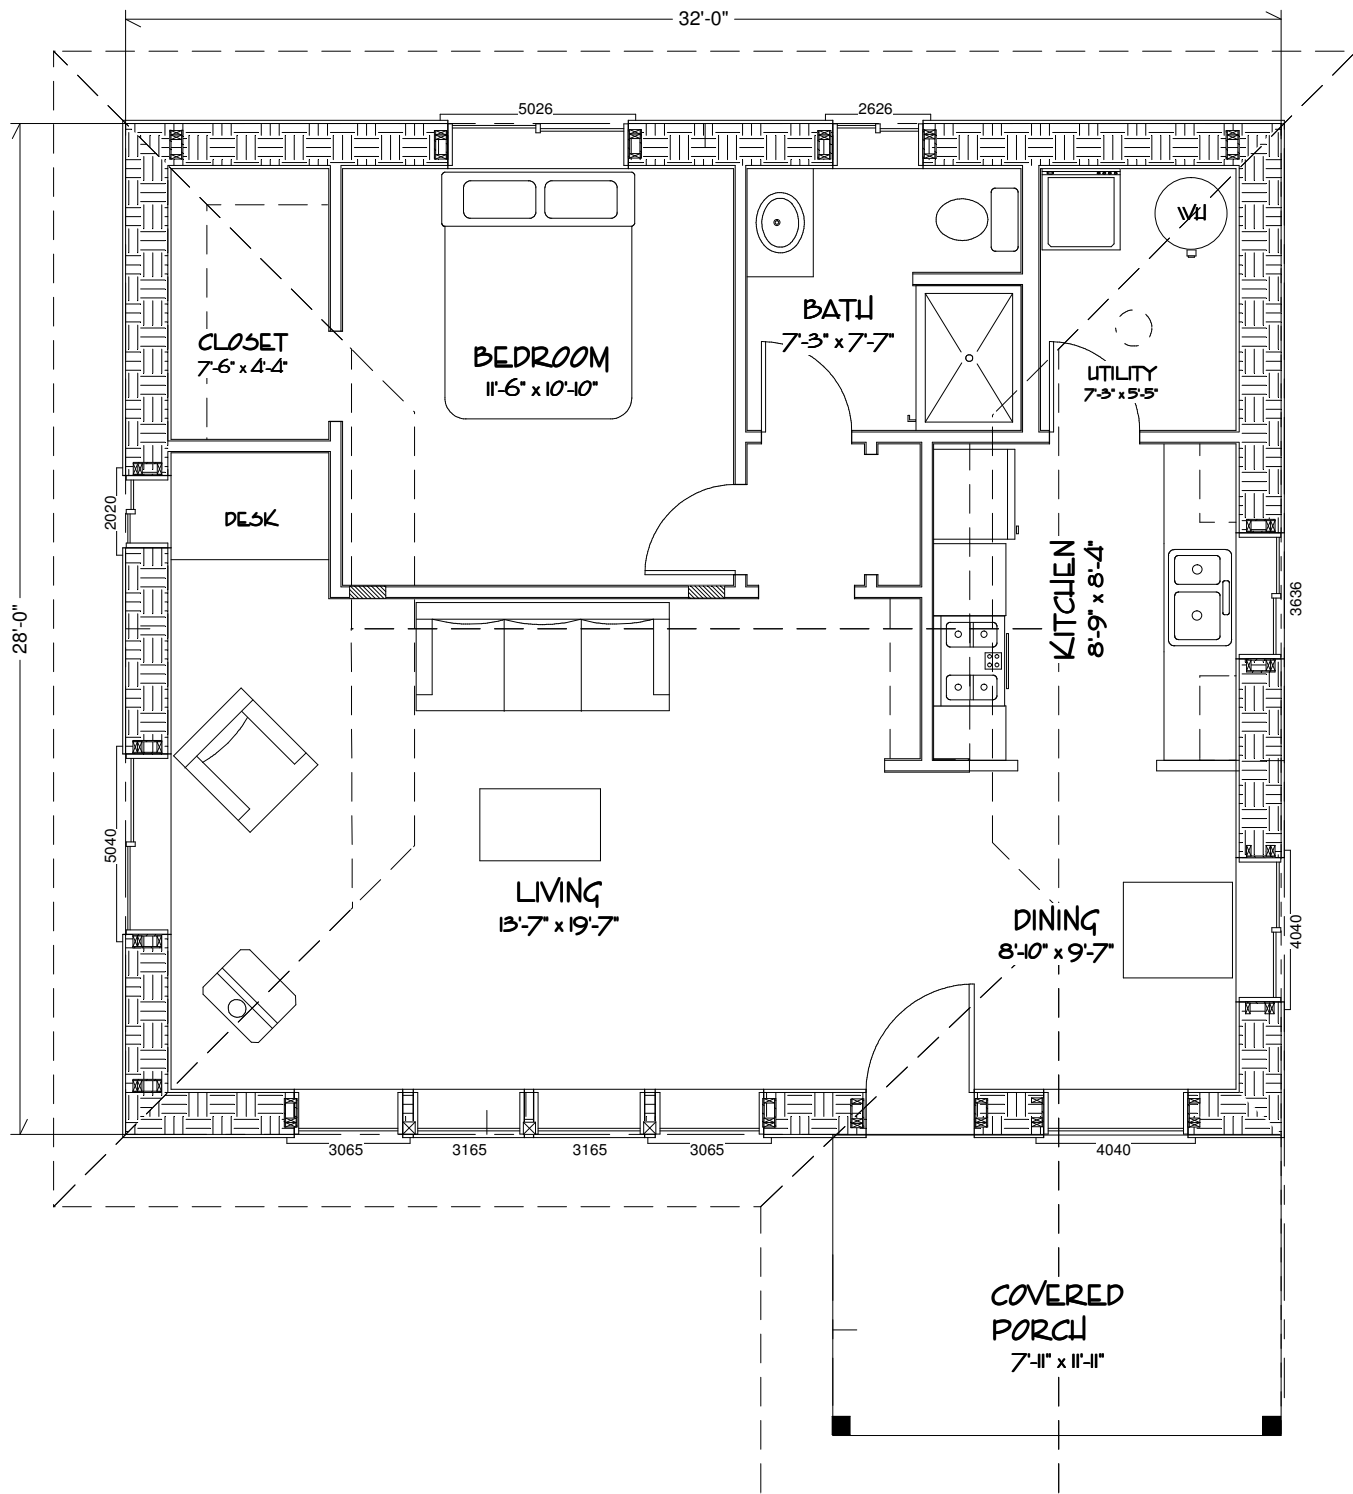 32'-0"
5026
2626
WH
CLOSET
7'-6" x 4'-4"
BEDROOM
11'-6" x 10'-10"
BATH
7'-3" x 7'-7"
UTILITY
7'-3" x 5'-5"
2020
DESK
KITCHEN
8'-9" x 8'-4"
3636
28'-0"
5040
LIVING
13'-7" x 19'-7"
DINING
8'-10" x 9'-7"
4040
3065
3165
3165
3065
4040
COVERED
PORCH
7'-11" x 11'-11"